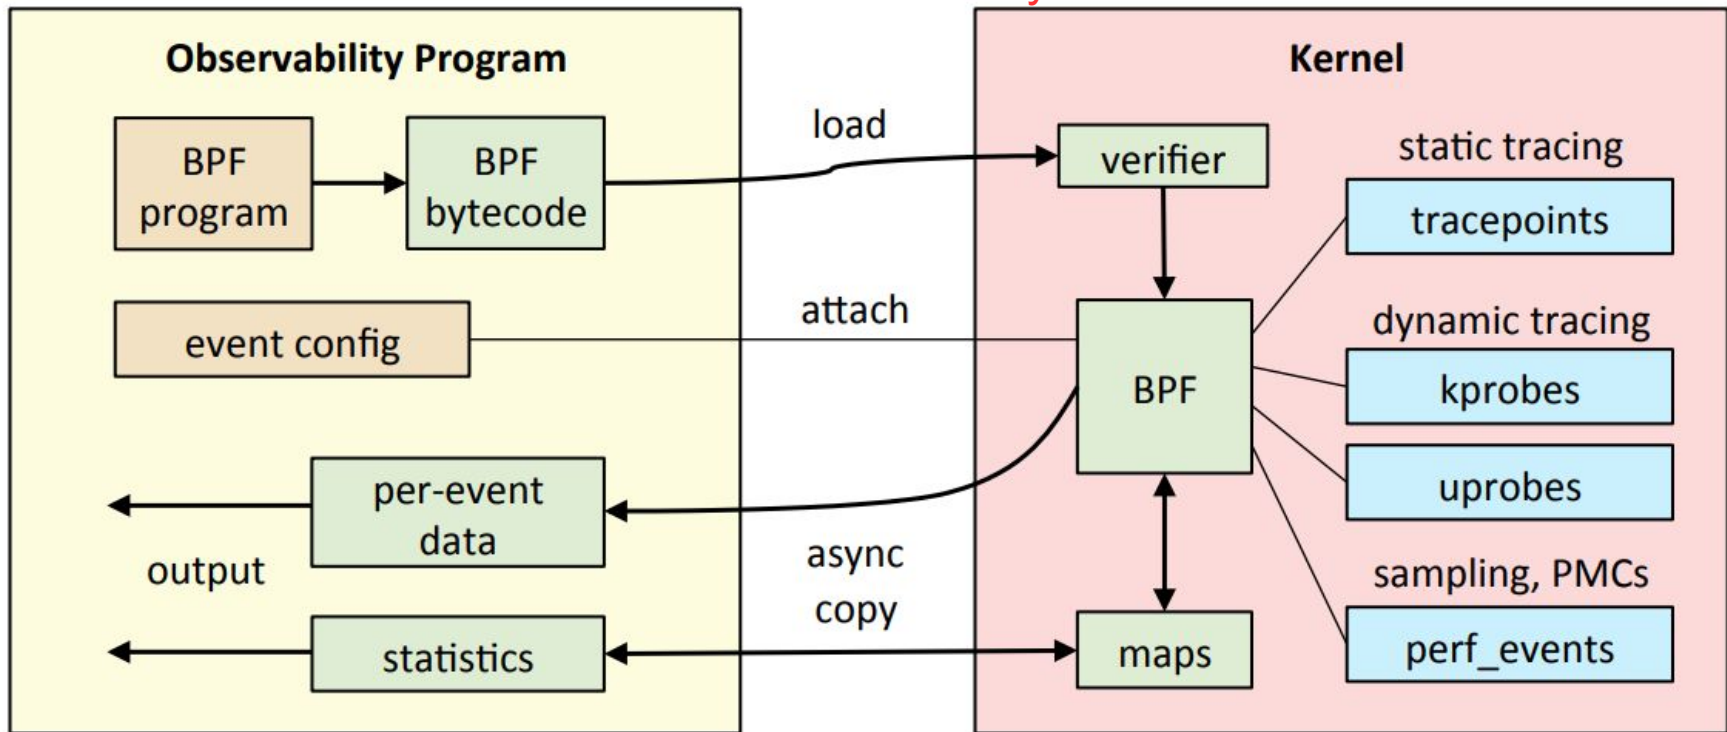 Observability Program
BPF
program
BPF
bytecode
event config
per-event
data
output
statistics
load
attach
async
copy
Kernel
verifier
BPF
maps
static tracing
tracepoints
dynamic tracing
kprobes
uprobes
sampling, PMCs
perf_events